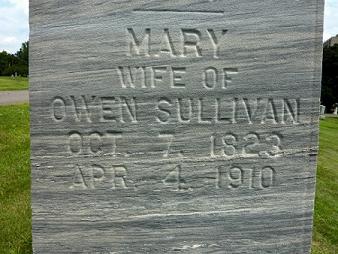 MARY
WIFE OF
OWEN SULLIVAN
OCT. 7, 1823
APR. 4, 1910